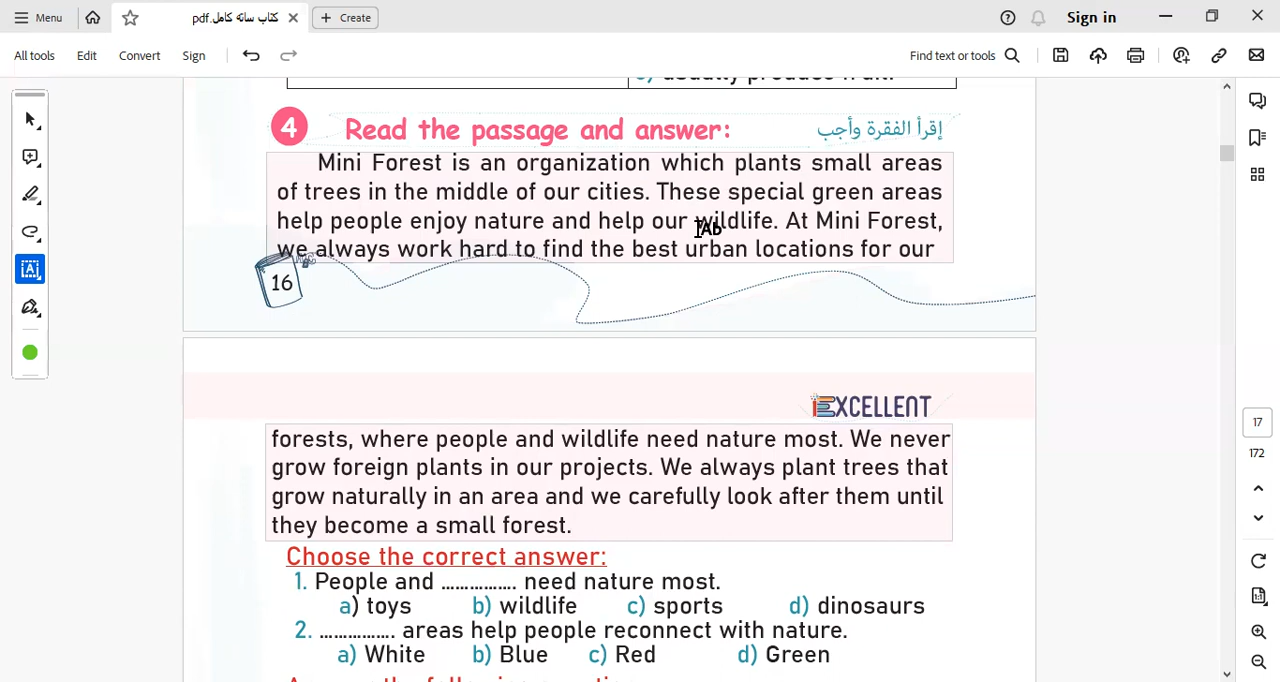 Menu
كتاب ساته كامل.pdf
Create
Sign in
All tools Edit Convert Sign
Find text or tools
usually produce fruit.
4 Read the passage and answer: إقرأ الفقرة وأجب
Mini Forest is an organization which plants small areas
of trees in the middle of our cities. These special green areas
help people enjoy nature and help our wildlife. At Mini Forest,
we always work hard to find the best urban locations for our
16
EXCELLENT
forests, where people and wildlife need nature most. We never
grow foreign plants in our projects. We always plant trees that
grow naturally in an area and we carefully look after them until
they become a small forest.
Choose the correct answer:
1. People and ................ need nature most.
a) toys b) wildlife c) sports d) dinosaurs
2. ................ areas help people reconnect with nature.
a) White b) Blue c) Red d) Green
17
172